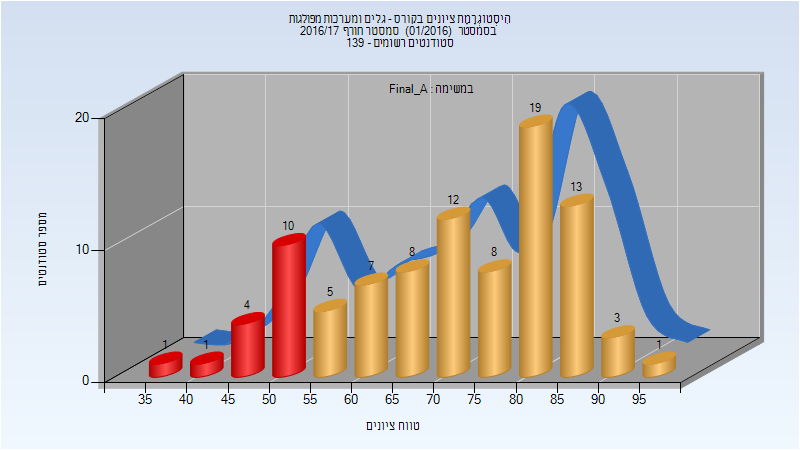 היסטוגרמת ציונים בקורס - גלים ומערכות מפולגות
בסמסטר (01/2016) סמסטר חורף 2016/17
סטודנטים רשומים - 139
במשימה : Final_A
מספר סטודנטים
20
10
0
1
1
4
10
5
7
8
12
8
19
13
3
1
35 40 45 50 55 60 65 70 75 80 85 90 95
טווח ציונים